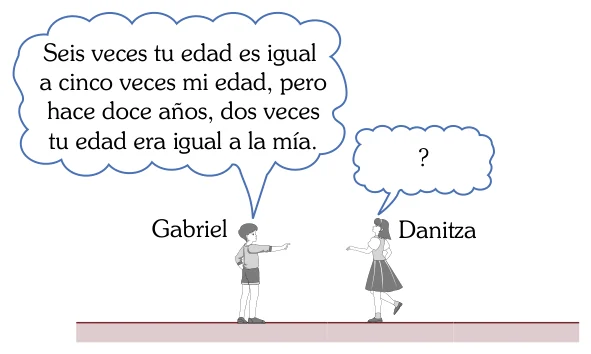 Seis veces tu edad es igual
a cinco veces mi edad, pero
hace doce años, dos veces
tu edad era igual a la mía.
?
Gabriel
Danitza